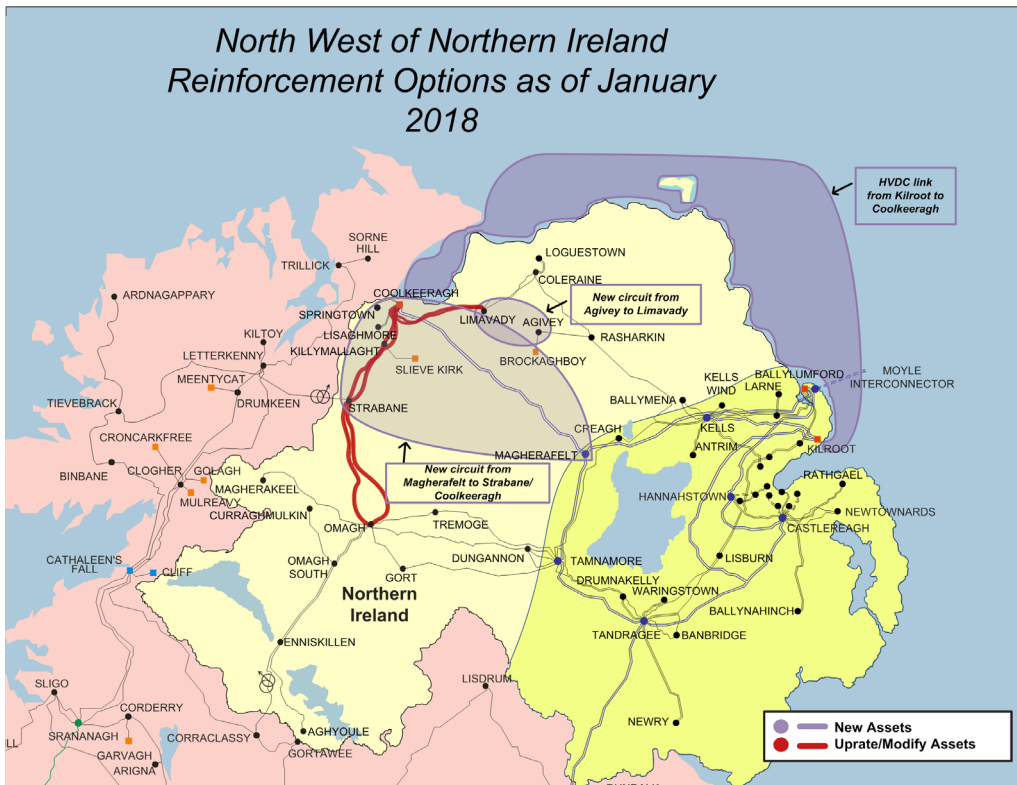 North West of Northern Ireland
Reinforcement Options as of January
2018
HVDC link
from Kilroot to
Coolkeeragh
SORNE
HILL
TRILLICK
LOGUESTOWN
COLERAINE
ARDNAGAPPARY
COOLKEERAGH
New circuit from
Agivey to Limavady
SPRINGTOWN
LIMAVADY
AGIVEY
LISAGHMORE
KILTOY
RASHARKIN
KILLYMALLAGHT
LETTERKENNY
BROCKAGHBOY
SLIEVE KIRK
MEENTYCAT
KELLS
WIND
BALLYLUMFORD
LARNE
MOYLE
INTERCONNECTOR
DRUMKEEN
TIEVEBRACK
STRABANE
BALLYMENA
CREAGH
KELLS
CRONCARKFREE
ANTRIM
KILROOT
MAGHERAFELT
BINBANE
CLOGHER
GOLAGH
New circuit from
Magherafelt to Strabane/
Coolkeeragh
RATHGAEL
MAGHERAKEEL
MULREAVY
HANNAHSTOWN
CURRAGHMULKIN
NEWTOWNARDS
OMAGH
TREMOGE
CASTLEREAGH
CATHALEEN'S
FALL
CLIFF
OMAGH
SOUTH
DUNGANNON
TAMNAMORE
LISBURN
GORT
DRUMNAKELLY
WARINGSTOWN
Northern
Ireland
BALLYNAHINCH
TANDRAGEE
BANBRIDGE
ENNISKILLEN
SLIGO
LISDRUM
CORDERRY
NEWRY
SRANANAGH
CORRACLASSY
AGHYOULE
LL
GARVAGH
GORTAWEE
ARIGNA
New Assets
Uprate/Modify Assets